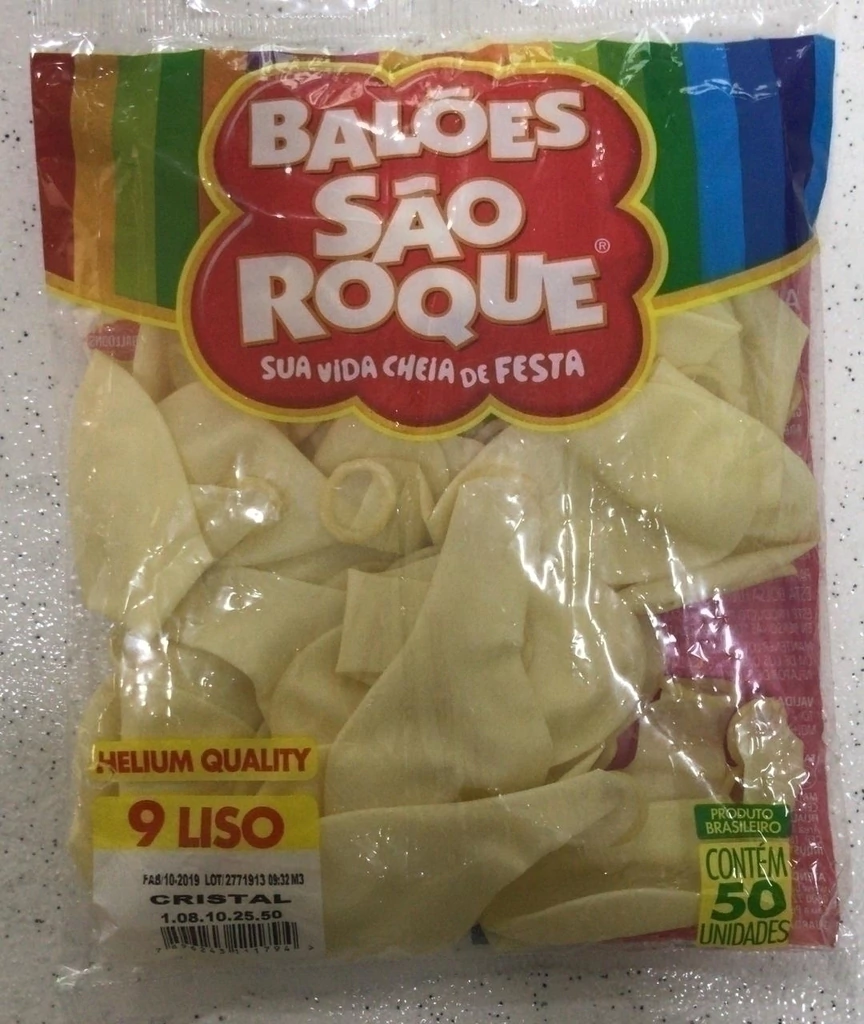 BALÕES
SÃO
ROQUE®
SUA VIDA CHEIA DE FESTA
HELIUM QUALITY
9 LISO
FAB/10-2019 LOT/2771913 09:32 M3
CRISTAL
1.08.10.25.50
PRODUTO
BRASILEIRO
CONTÉM
50
UNIDADES